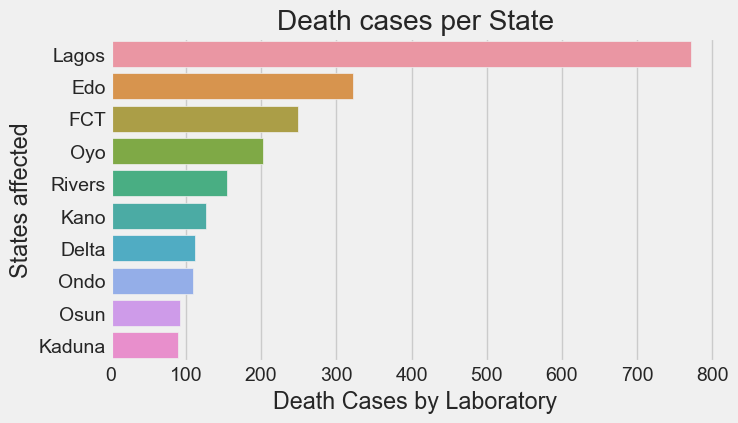 Death cases per State
States affected
Lagos
Edo
FCT
Oyo
Rivers
Kano
Delta
Ondo
Osun
Kaduna
0 100 200 300 400 500 600 700 800
Death Cases by Laboratory